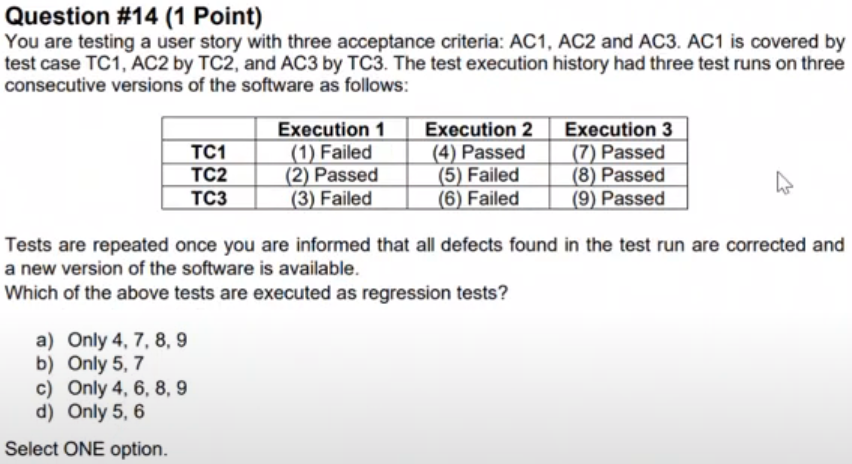 Question #14 (1 Point)
You are testing a user story with three acceptance criteria: AC1, AC2 and AC3. AC1 is covered by
test case TC1, AC2 by TC2, and AC3 by TC3. The test execution history had three test runs on three
consecutive versions of the software as follows:
Execution 1 Execution 2 Execution 3
TC1 (1) Failed (4) Passed (7) Passed
TC2 (2) Passed (5) Failed (8) Passed
TC3 (3) Failed (6) Failed (9) Passed
Tests are repeated once you are informed that all defects found in the test run are corrected and
a new version of the software is available.
Which of the above tests are executed as regression tests?
a) Only 4, 7, 8, 9
b) Only 5, 7
c) Only 4, 6, 8, 9
d) Only 5, 6
Select ONE option.